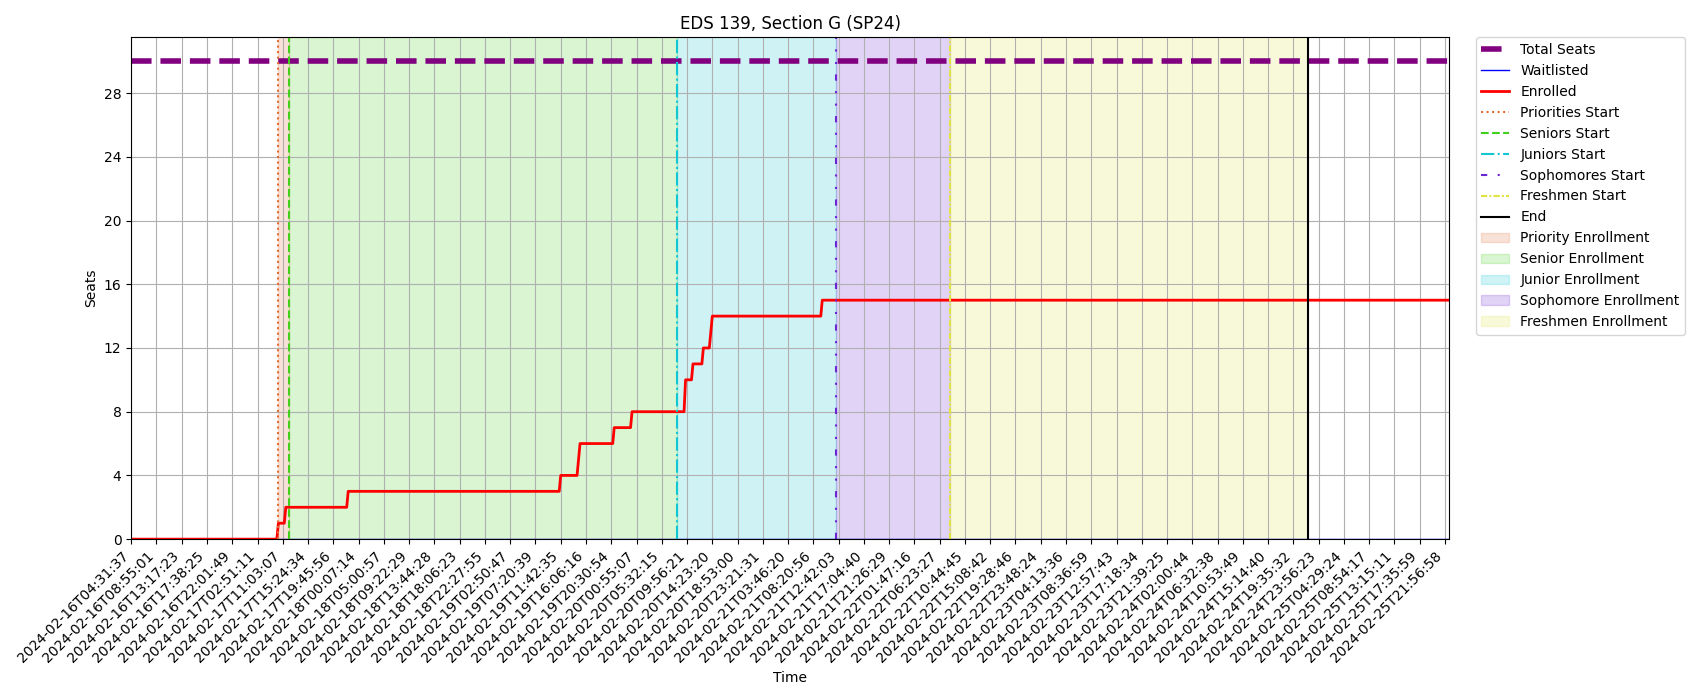 EDS 139, Section G (SP24)
Seats
28
24
20
16
12
8
4
0
2024-02-16T04:31:37
2024-02-16T08:55:01
2024-02-16T13:17:23
2024-02-16T17:38:25
2024-02-16T22:01:49
2024-02-17T02:51:11
2024-02-17T11:03:07
2024-02-17T15:24:34
2024-02-17T19:45:56
2024-02-18T00:07:14
2024-02-18T05:00:57
2024-02-18T09:22:29
2024-02-18T13:44:28
2024-02-18T18:06:23
2024-02-18T22:27:55
2024-02-19T02:50:47
2024-02-19T07:20:39
2024-02-19T11:42:35
2024-02-19T16:06:16
2024-02-19T20:30:54
2024-02-20T00:55:07
2024-02-20T05:32:15
2024-02-20T09:56:21
2024-02-20T14:23:20
2024-02-20T18:53:00
2024-02-20T23:21:31
2024-02-21T03:46:20
2024-02-21T08:20:56
2024-02-21T12:42:03
2024-02-21T17:04:40
2024-02-21T21:26:29
2024-02-22T01:47:16
2024-02-22T06:23:27
2024-02-22T10:44:45
2024-02-22T15:08:42
2024-02-22T19:28:46
2024-02-22T23:48:24
2024-02-23T04:13:36
2024-02-23T08:36:59
2024-02-23T12:57:43
2024-02-23T17:18:34
2024-02-23T21:39:25
2024-02-24T02:00:44
2024-02-24T06:32:38
2024-02-24T10:53:49
2024-02-24T15:14:40
2024-02-24T19:35:32
2024-02-24T23:56:23
2024-02-25T04:29:24
2024-02-25T08:54:17
2024-02-25T13:15:11
2024-02-25T17:35:59
2024-02-25T21:56:58
Time
Total Seats
Waitlisted
Enrolled
Priorities Start
Seniors Start
Juniors Start
Sophomores Start
Freshmen Start
End
Priority Enrollment
Senior Enrollment
Junior Enrollment
Sophomore Enrollment
Freshmen Enrollment